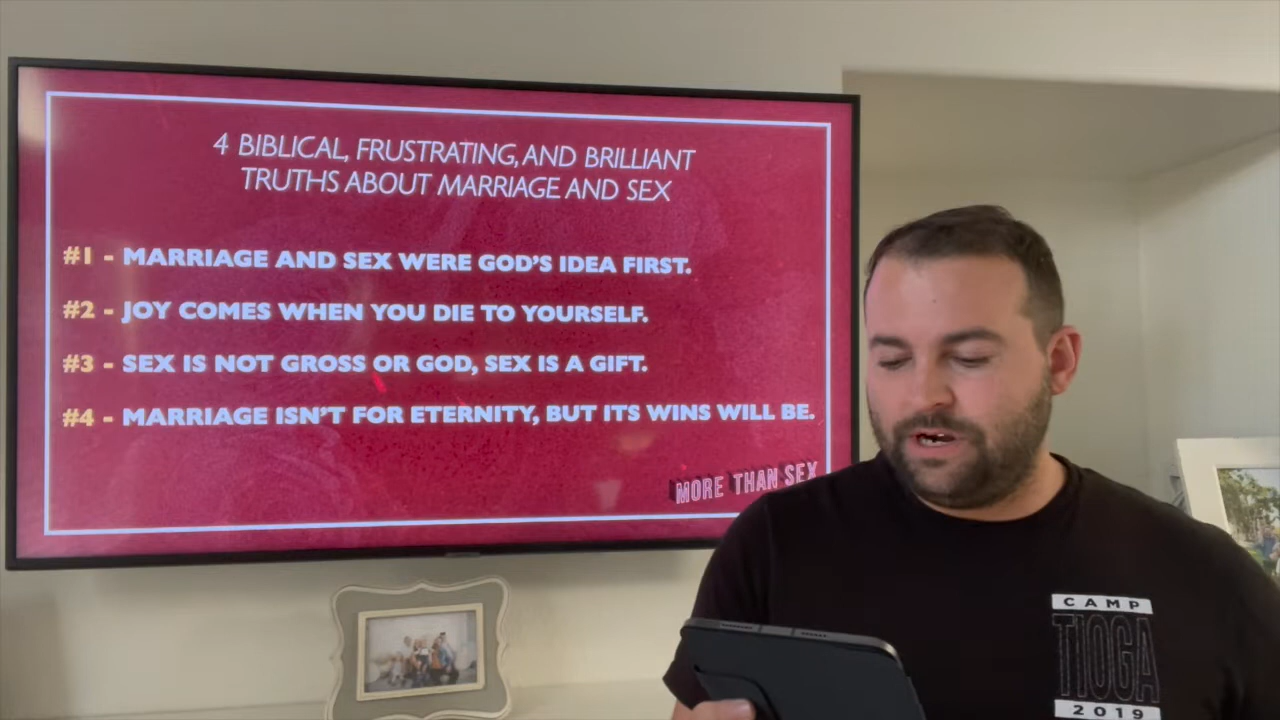 4 BIBLICAL, FRUSTRATING, AND BRILLIANT
TRUTHS ABOUT MARRIAGE AND SEX
#1 - MARRIAGE AND SEX WERE GOD'S IDEA FIRST.
#2 - JOY COMES WHEN YOU DIE TO YOURSELF.
#3 - SEX IS NOT GROSS OR GOD, SEX IS A GIFT.
#4 - MARRIAGE ISN'T FOR ETERNITY, BUT ITS WINS WILL BE.
MORE THAN SEX
CAMP
TIOGA
2019